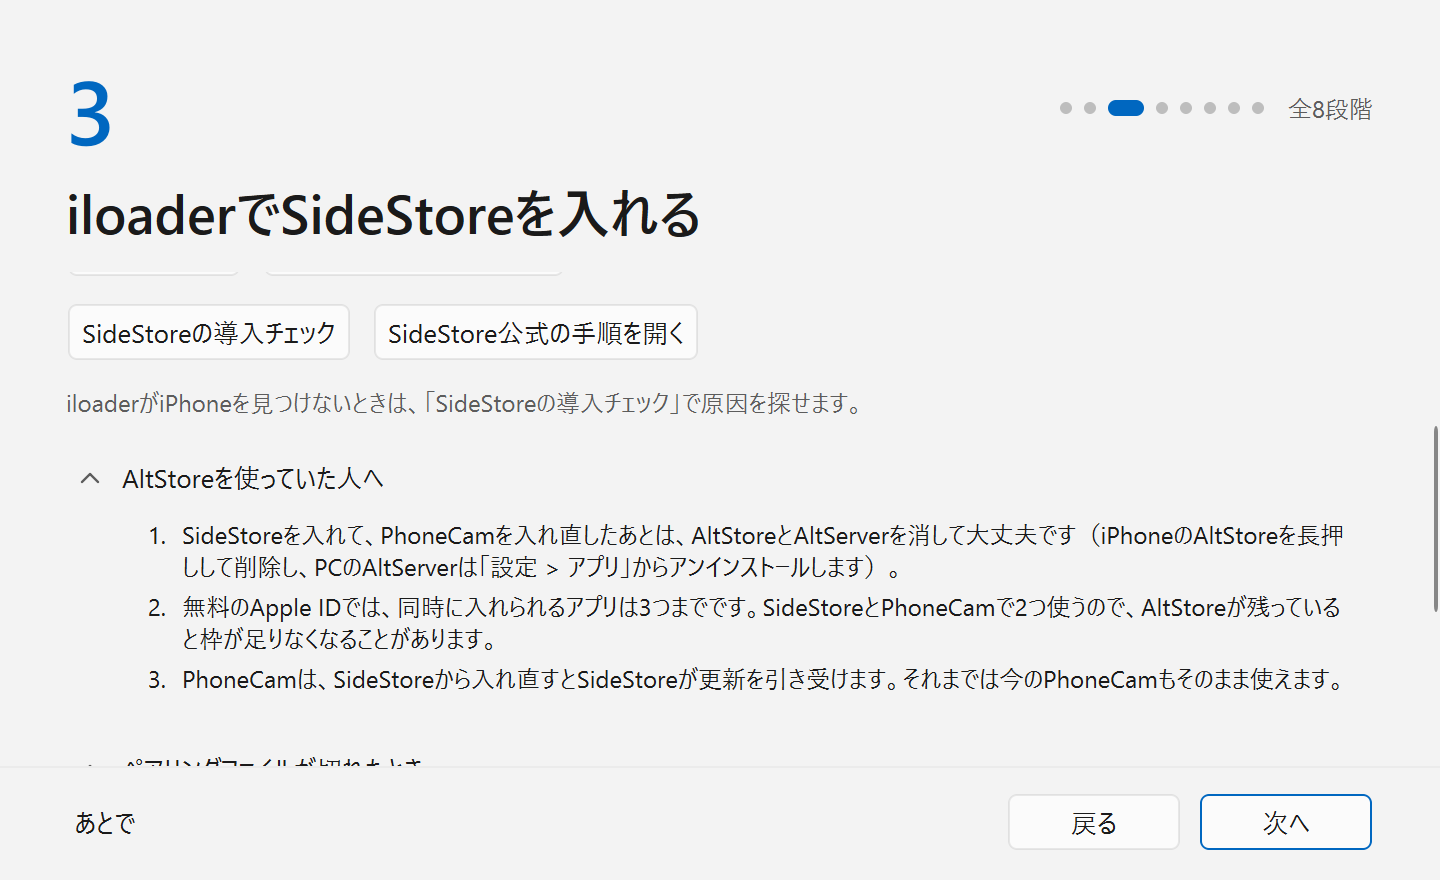 3
全8段階
iloaderでSideStoreを入れる
SideStoreの導入チェック
SideStore公式の手順を開く
iloaderがiPhoneを見つけないときは、「SideStoreの導入チェック」で原因を探せます。
AltStoreを使っていた人へ
1. SideStoreを入れて、PhoneCamを入れ直したあとは、AltStoreとAltServerを消して大丈夫です（iPhoneのAltStoreを長押
しして削除し、PCのAltServerは「設定 > アプリ」からアンインストールします）。
2. 無料のApple IDでは、同時に入れられるアプリは3つまでです。SideStoreとPhoneCamで2つ使うので、AltStoreが残っている
と枠が足りなくなることがあります。
3. PhoneCamは、SideStoreから入れ直すとSideStoreが更新を引き受けます。それまでは今のPhoneCamもそのまま使えます。
ペアリングファイルが切れたとき
あとで
戻る
次へ